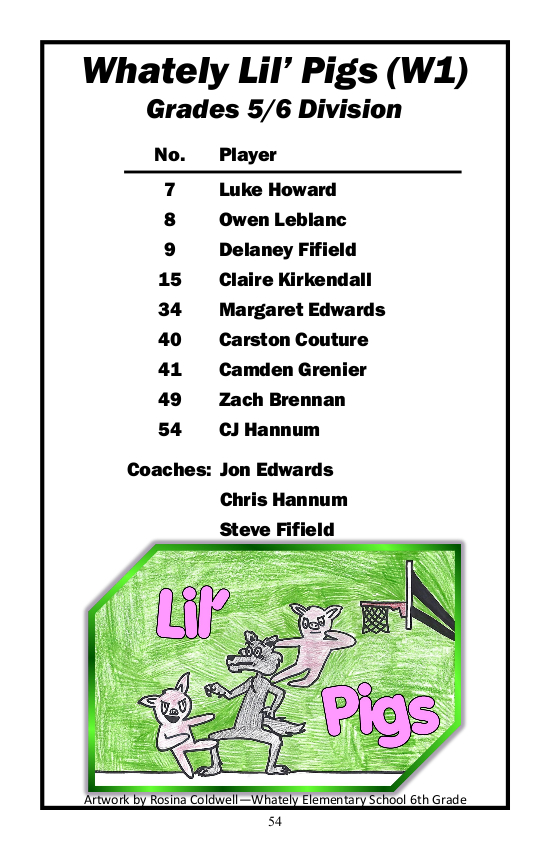 Whately Lil’ Pigs (W1)
Grades 5/6 Division
No. Player
7 Luke Howard
8 Owen Leblanc
9 Delaney Fifield
15 Claire Kirkendall
34 Margaret Edwards
40 Carston Couture
41 Camden Grenier
49 Zach Brennan
54 CJ Hannum
Coaches: Jon Edwards
Chris Hannum
Steve Fifield
Lil’
Pigs
Artwork by Rosina Coldwell—Whately Elementary School 6th Grade
54